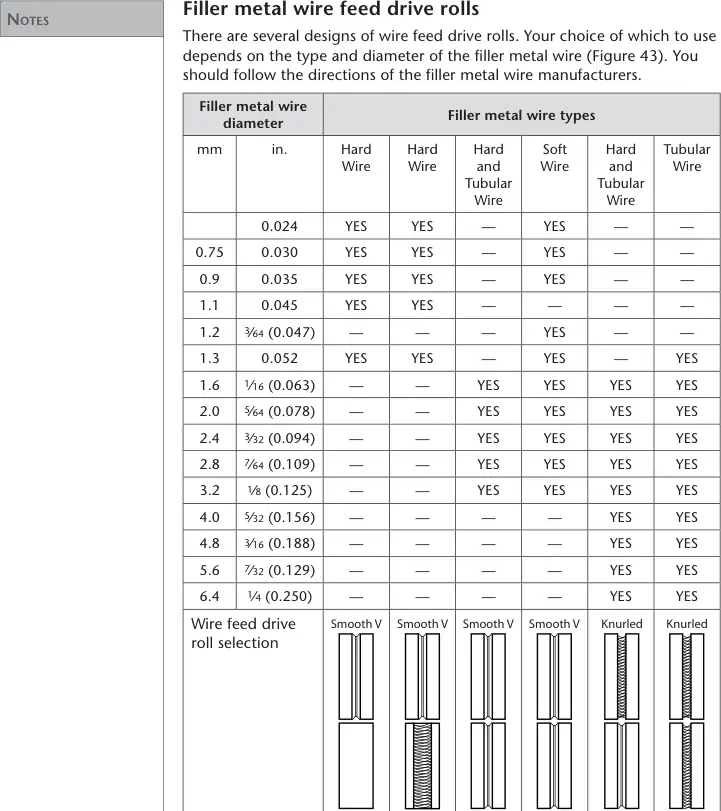 NOTES
Filler metal wire feed drive rolls
There are several designs of wire feed drive rolls. Your choice of which to use
depends on the type and diameter of the filler metal wire (Figure 43). You
should follow the directions of the filler metal wire manufacturers.
Filler metal wire diameter Filler metal wire types
mm in. Hard Wire Hard Wire Hard and Tubular Wire Soft Wire Hard and Tubular Wire Tubular Wire
0.024 YES YES — YES — —
0.75 0.030 YES YES — YES — —
0.9 0.035 YES YES — YES — —
1.1 0.045 YES YES — — — —
1.2 3⁄64 (0.047) — — — YES — —
1.3 0.052 YES YES — YES — YES
1.6 1⁄16 (0.063) — — YES YES YES YES
2.0 5⁄64 (0.078) — — YES YES YES YES
2.4 3⁄32 (0.094) — — YES YES YES YES
2.8 7⁄64 (0.109) — — YES YES YES YES
3.2 1⁄8 (0.125) — — YES YES YES YES
4.0 5⁄32 (0.156) — — — — YES YES
4.8 3⁄16 (0.188) — — — — YES YES
5.6 7⁄32 (0.129) — — — — YES YES
6.4 1⁄4 (0.250) — — — — YES YES
Wire feed drive roll selection Smooth V Smooth V Smooth V Smooth V Knurled Knurled